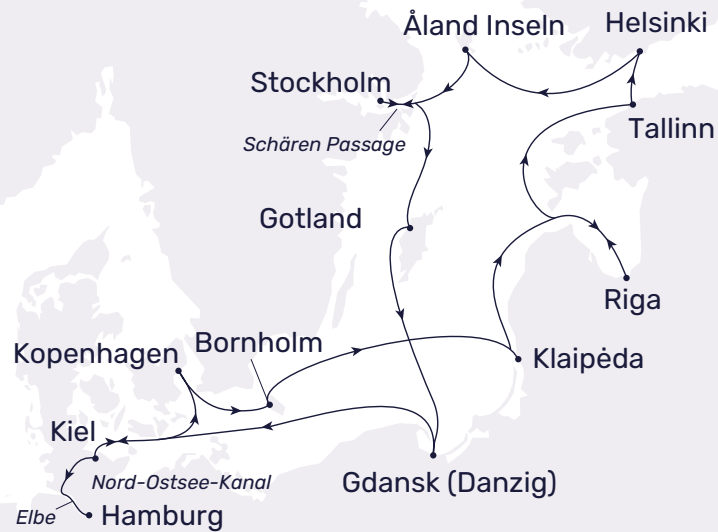 Åland Inseln
Helsinki
Stockholm
Schären Passage
Tallinn
Gotland
Riga
Kopenhagen
Bornholm
Klaipėda
Kiel
Nord-Ostsee-Kanal
Gdansk (Danzig)
Elbe
Hamburg